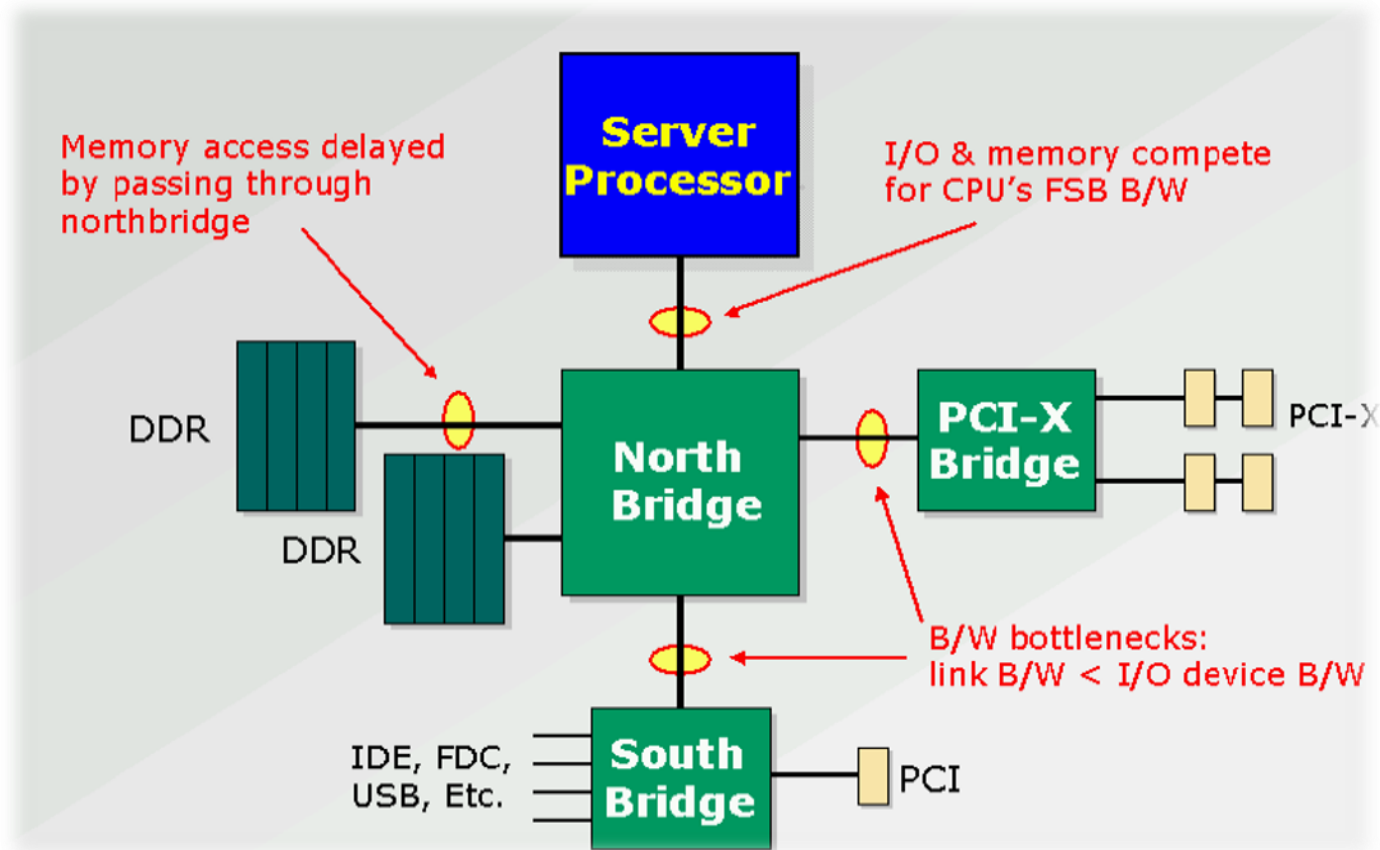 Server
Processor
Memory access delayed
by passing through
northbridge
I/O & memory compete
for CPU's FSB B/W
DDR
DDR
North
Bridge
PCI-X
Bridge
PCI-X
B/W bottlenecks:
link B/W < I/O device B/W
IDE, FDC,
USB, Etc.
South
Bridge
PCI